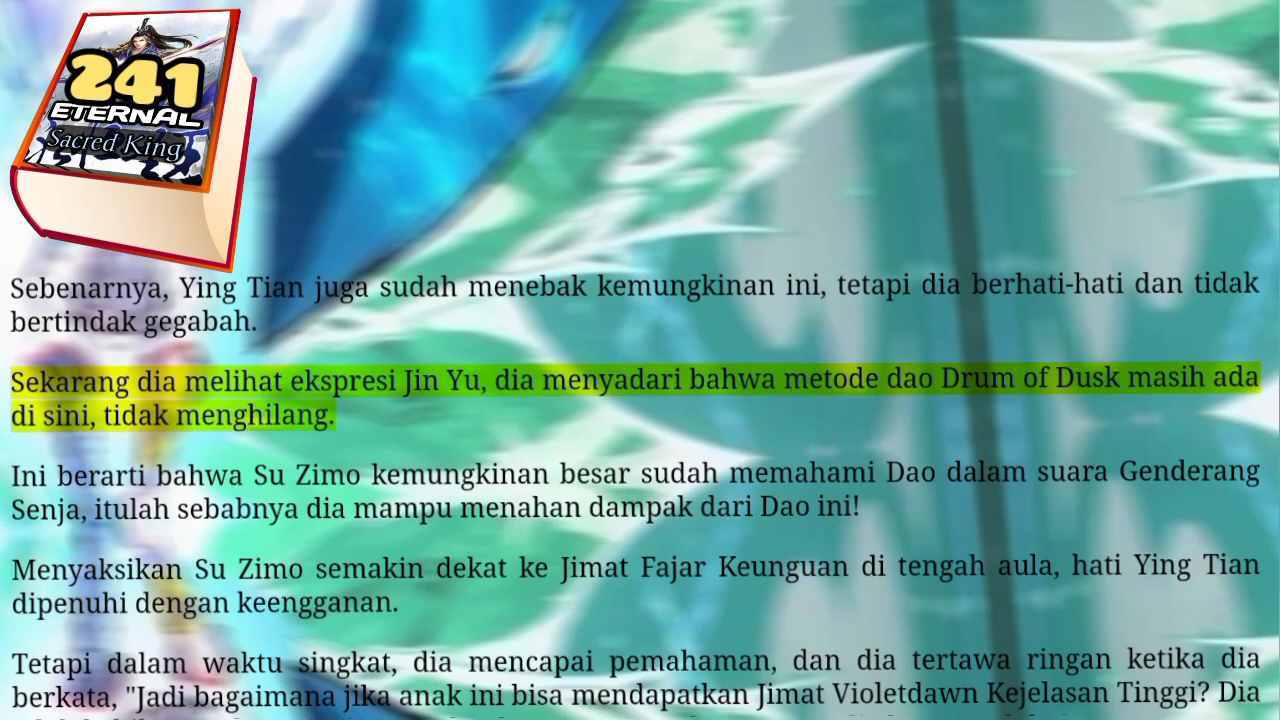 241
ETERNAL
Sacred King
Sebenarnya, Ying Tian juga sudah menebak kemungkinan ini, tetapi dia berhati-hati dan tidak
bertindak gegabah.
Sekarang dia melihat ekspresi Jin Yu, dia menyadari bahwa metode dao Drum of Dusk masih ada
di sini, tidak menghilang.
Ini berarti bahwa Su Zimo kemungkinan besar sudah memahami Dao dalam suara Genderang
Senja, itulah sebabnya dia mampu menahan dampak dari Dao ini!
Menyaksikan Su Zimo semakin dekat ke Jimat Fajar Keunguan di tengah aula, hati Ying Tian
dipenuhi dengan keengganan.
Tetapi dalam waktu singkat, dia mencapai pemahaman, dan dia tertawa ringan ketika dia
berkata, "Jadi bagaimana jika anak ini bisa mendapatkan Jimat Violetdawn Kejelasan Tinggi? Dia